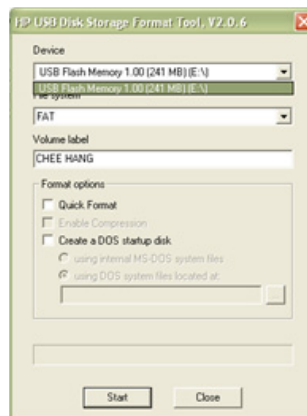 HP USB Disk Storage Format Tool, V2.0.6
Device
USB Flash Memory 1.00 (241 MB) (E:\)
USB Flash Memory 1.00 (241 MB) (E:\)
File system
FAT
Volume label
CHEE HANG
Format options
Quick Format
Enable Compression
Create a DOS startup disk
using internal MS-DOS system files
using DOS system files located at:
...
Start
Close